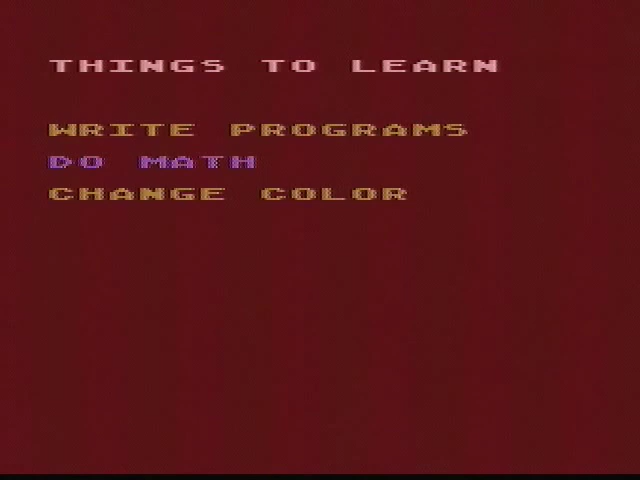 THINGS TO LEARN
WRITE PROGRAMS
DO MATH
CHANGE COLOR